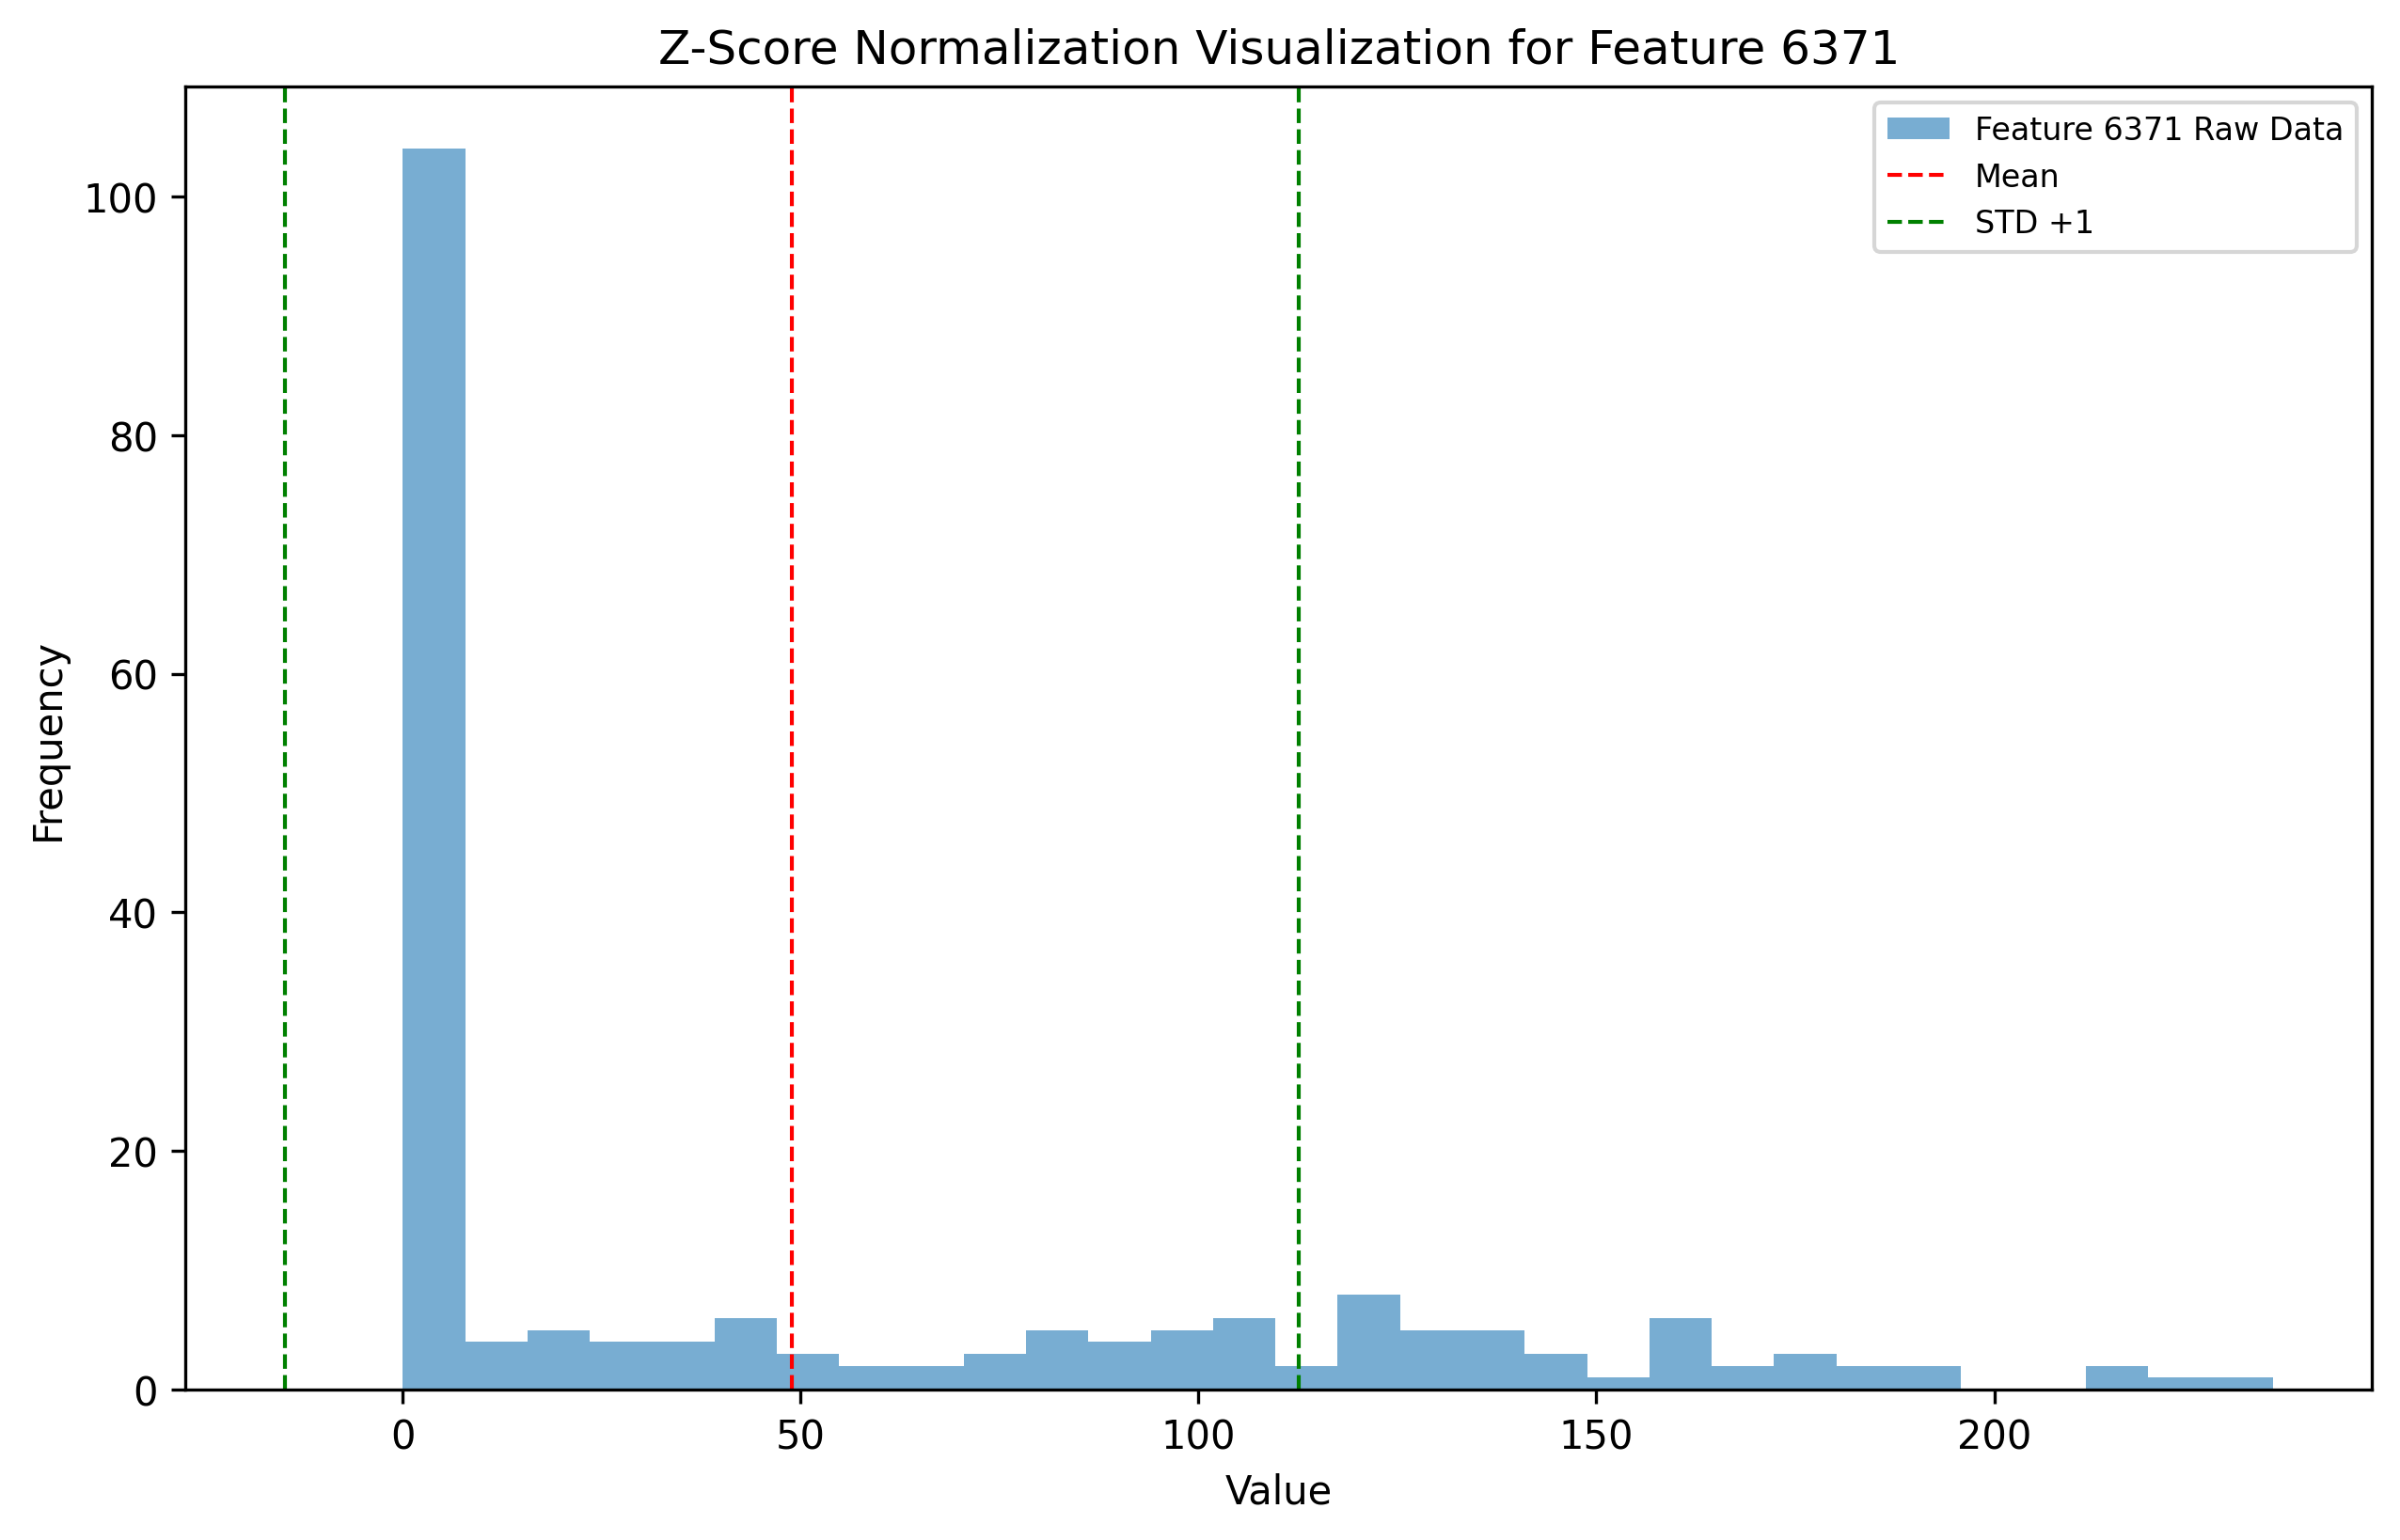 Z-Score Normalization Visualization for Feature 6371
Feature 6371 Raw Data
Mean
STD +1
100
80
60
40
20
0
Frequency
0 50 100 150 200
Value